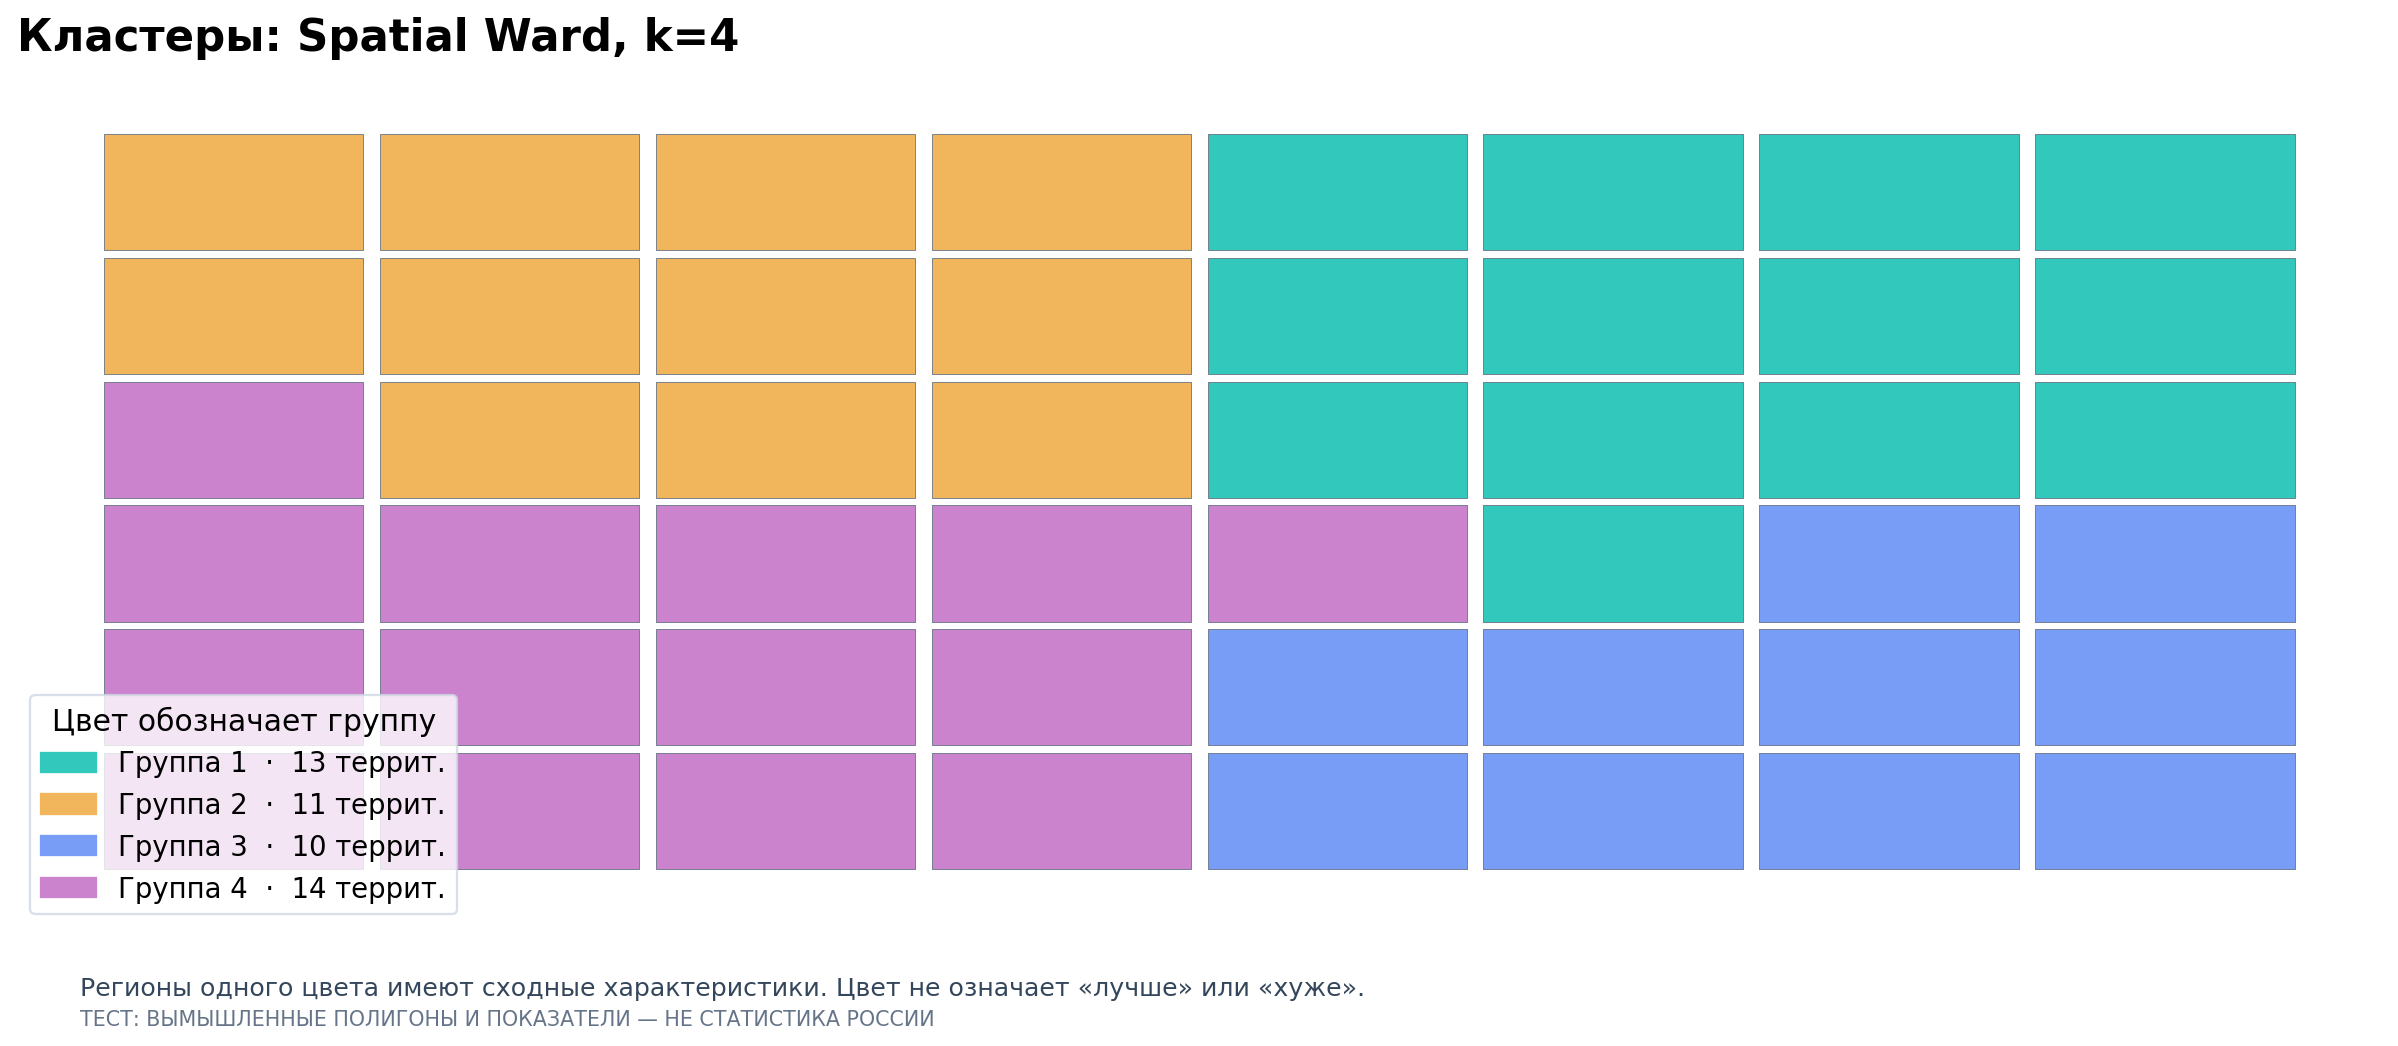 Кластеры: Spatial Ward, k=4
Цвет обозначает группу
Группа 1 · 13 террит.
Группа 2 · 11 террит.
Группа 3 · 10 террит.
Группа 4 · 14 террит.
Регионы одного цвета имеют сходные характеристики. Цвет не означает «лучше» или «хуже».
ТЕСТ: ВЫМЫШЛЕННЫЕ ПОЛИГОНЫ И ПОКАЗАТЕЛИ — НЕ СТАТИСТИКА РОССИИ